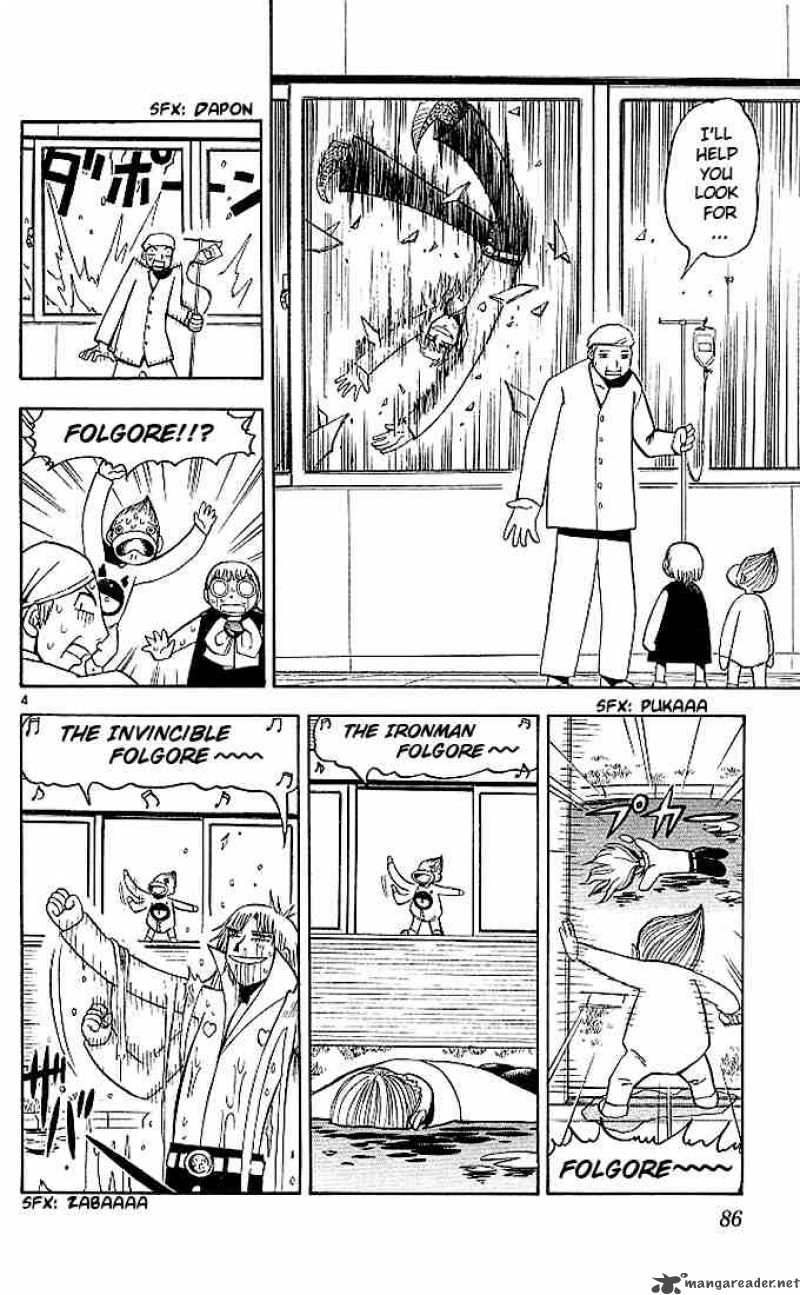 I'LL
HELP
YOU
LOOK
FOR
...
SFX: DAPON
ダポーン
FOLGORE!!?
4
SFX: PUKAAA
プカー
FOLGORE~~~~
THE IRONMAN
FOLGORE~~
THE INVINCIBLE
FOLGORE~~~~
SFX: ZABAAAA
86
mangareader.net